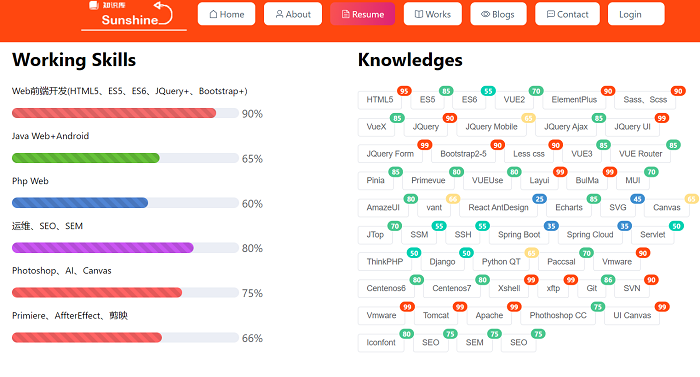 知识库
Sunshine
Home About Resume Works Blogs Contact Login
Working Skills
Web前端开发(HTML5、ES5、ES6、JQuery+、Bootstrap+)
90%
Java Web+Android
65%
Php Web
60%
运维、SEO、SEM
80%
Photoshop、AI、Canvas
75%
Primiere、AffterEffect、剪映
66%
Knowledges
HTML5 95 ES5 85 ES6 55 VUE2 70 ElementPlus 90 Sass、Scss 90
VueX 85 JQuery 90 JQuery Mobile 65 JQuery Ajax 85 JQuery UI 99
JQuery Form 99 Bootstrap2-5 90 Less css 90 VUE3 85 VUE Router 85
Pinia 85 Primevue 80 VUEUse 80 Layui 99 BulMa 99 MUI 70
AmazeUI 80 vant 66 React AntDesign 25 Echarts 85 SVG 45 Canvas 65
JTop 70 SSM 55 SSH 55 Spring Boot 35 Spring Cloud 35 Servlet 50
ThinkPHP 50 Django 50 Python QT 65 Paccsal 70 Vmware 90
Centenos6 80 Centenos7 80 Xshell 99 xftp 99 Git 86 SVN 90
Vmware 99 Tomcat 99 Apache 99 Phothoshop CC 75 UI Canvas 99
Iconfont 80 SEO 75 SEM 75 SEO 75